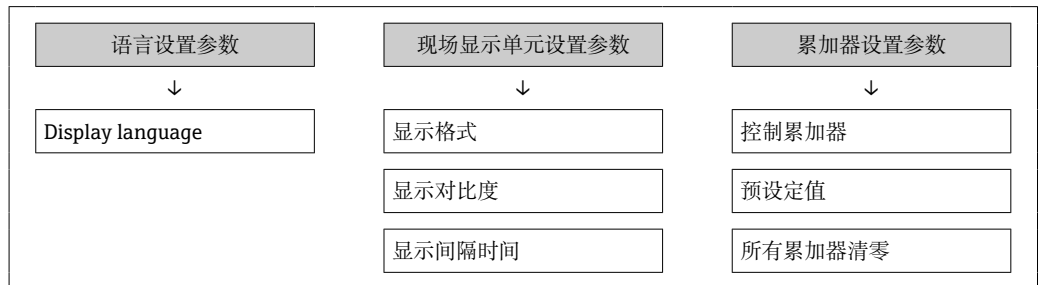 语言设置参数
现场显示单元设置参数
累加器设置参数
↓
↓
↓
Display language
显示格式
控制累加器
显示对比度
预设定值
显示间隔时间
所有累加器清零